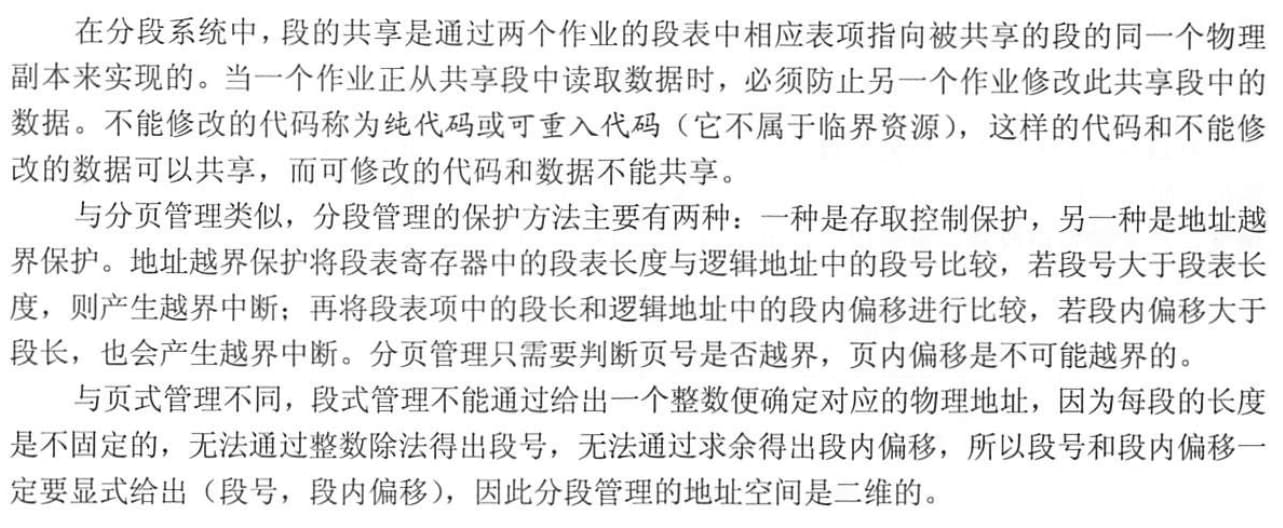 在分段系统中，段的共享是通过两个作业的段表中相应表项指向被共享的段的同一个物理
副本来实现的。当一个作业正从共享段中读取数据时，必须防止另一个作业修改此共享段中的
数据。不能修改的代码称为纯代码或可重入代码（它不属于临界资源），这样的代码和不能修
改的数据可以共享，而可修改的代码和数据不能共享。
与分页管理类似，分段管理的保护方法主要有两种：一种是存取控制保护，另一种是地址越
界保护。地址越界保护将段表寄存器中的段表长度与逻辑地址中的段号比较，若段号大于段表长
度，则产生越界中断；再将段表项中的段长和逻辑地址中的段内偏移进行比较，若段内偏移大于
段长，也会产生越界中断。分页管理只需要判断页号是否越界，页内偏移是不可能越界的。
与页式管理不同，段式管理不能通过给出一个整数便确定对应的物理地址，因为每段的长度
是不固定的，无法通过整数除法得出段号，无法通过求余得出段内偏移，所以段号和段内偏移一
定要显式给出（段号，段内偏移），因此分段管理的地址空间是二维的。